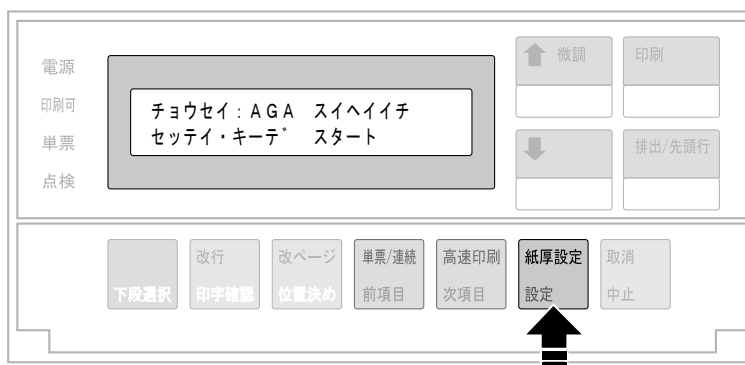 電源
印刷可
単票
点検
チョウセイ：AGA　スイヘイイチ
セッテイ・キーデ゛　スタート
微調
印刷
排出/先頭行
下段選択
改行
印字確認
改ページ
位置決め
単票/連続
前項目
高速印刷
次項目
紙厚設定
設定
取消
中止